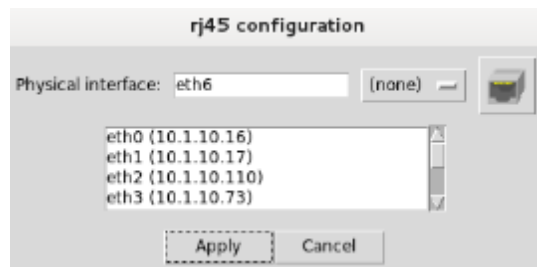 rj45 configuration
Physical interface: eth6 (none)
eth0 (10.1.10.16)
eth1 (10.1.10.17)
eth2 (10.1.10.110)
eth3 (10.1.10.73)
Apply Cancel